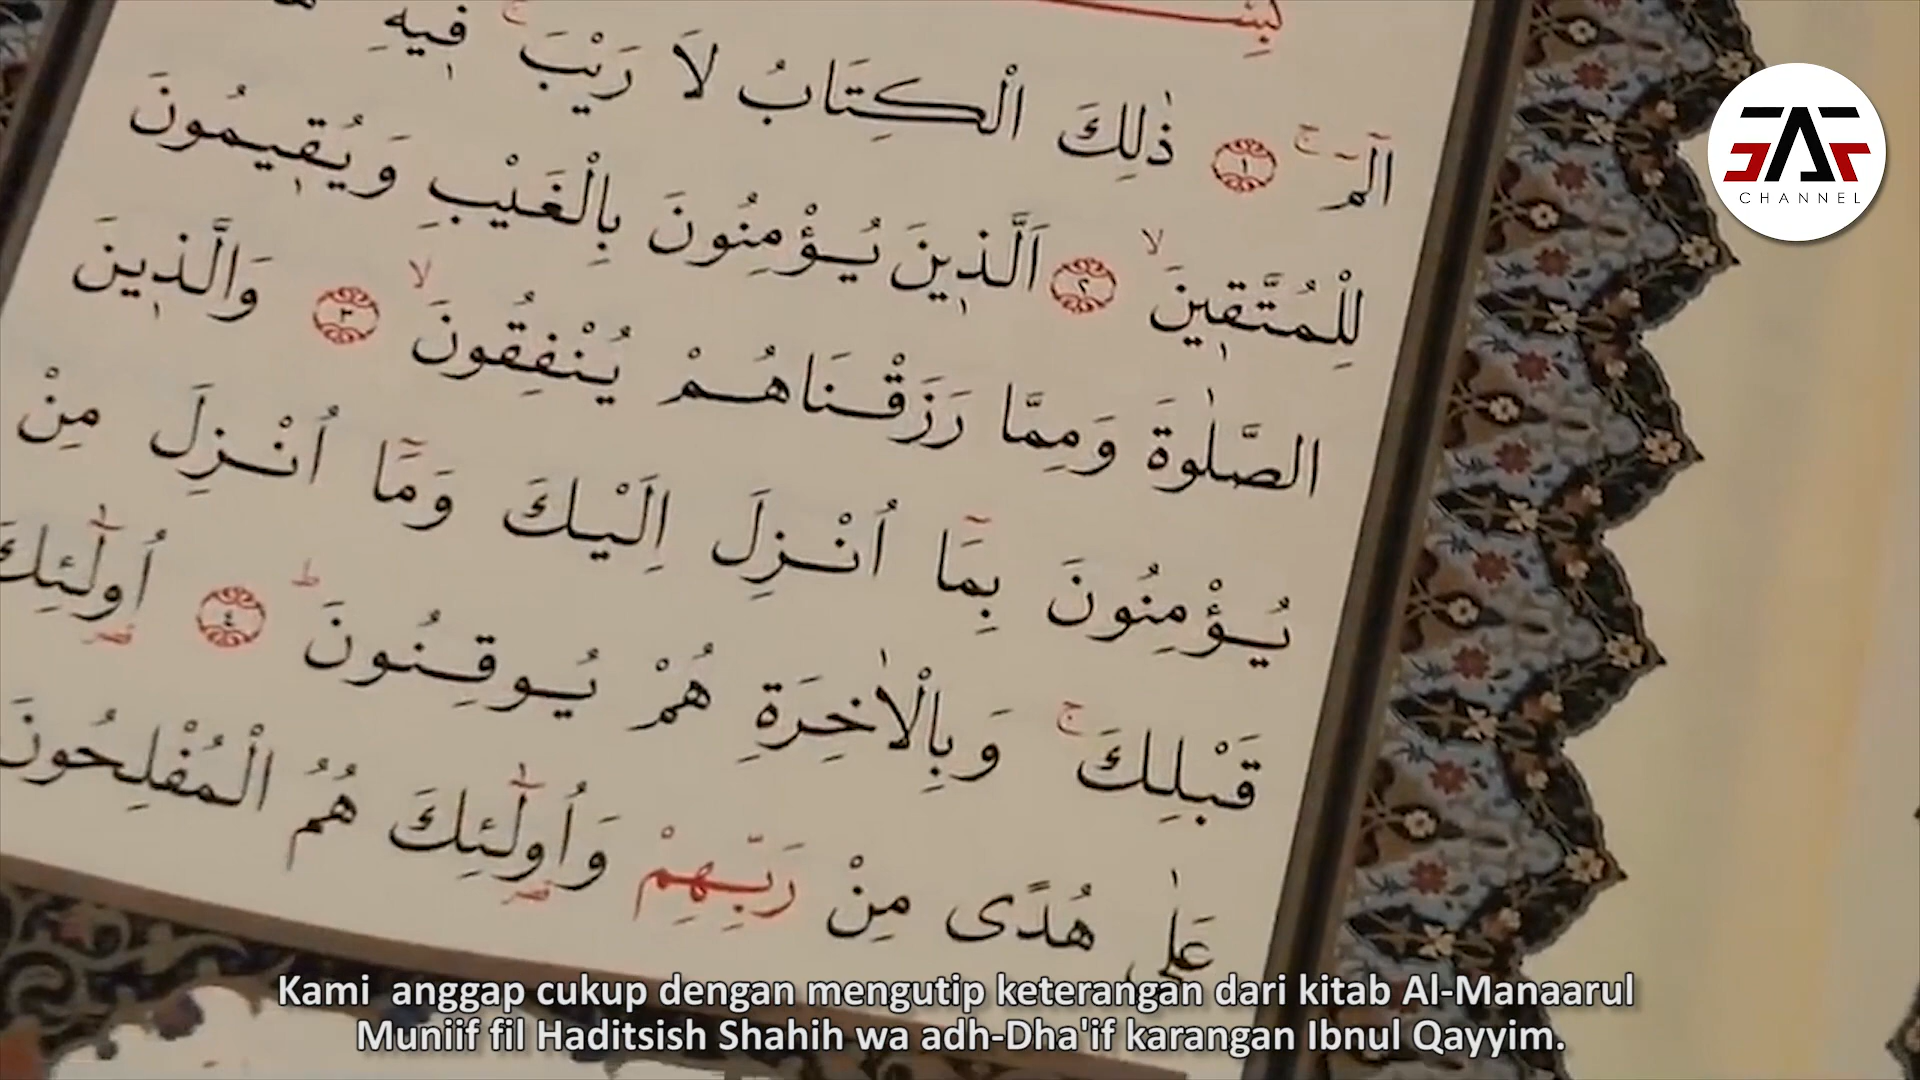 الٓمٓ ۚ ﴿١﴾ ذٰلِكَ الْكِتَابُ لَا رَيْبَ ۚ ف۪يهِ
لِلْمُتَّق۪ينَۙ ﴿٢﴾ اَلَّذ۪ينَ يُؤْمِنُونَ بِالْغَيْبِ وَيُق۪يمُونَ
الصَّلٰوةَ وَمِمَّا رَزَقْنَاهُمْ يُنْفِقُونَۙ ﴿٣﴾ وَالَّذ۪ينَ
يُؤْمِنُونَ بِمَٓا اُنْزِلَ اِلَيْكَ وَمَٓا اُنْزِلَ مِنْ
قَبْلِكَۚ وَبِالْاٰخِرَةِ هُمْ يُوقِنُونَۜ ﴿٤﴾ اُولٰٓئِكَ
عَلٰى هُدًى مِنْ رَبِّهِمْ وَاُولٰٓئِكَ هُمُ الْمُفْلِحُونَ
CHANNEL
Kami anggap cukup dengan mengutip keterangan dari kitab Al-Manaarul
Muniif fil Haditsish Shahih wa adh-Dha'if karangan Ibnul Qayyim.